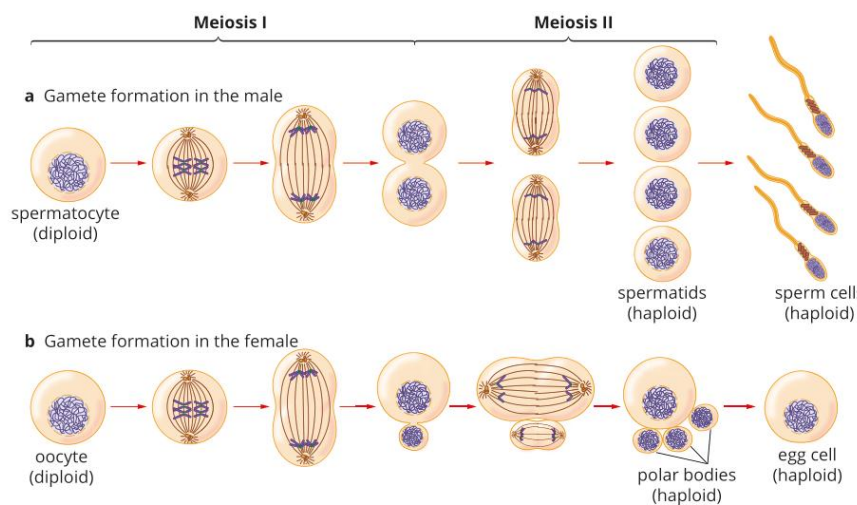 Meiosis I
Meiosis II
a Gamete formation in the male
spermatocyte
(diploid)
spermatids
(haploid)
sperm cells
(haploid)
b Gamete formation in the female
oocyte
(diploid)
polar bodies
(haploid)
egg cell
(haploid)